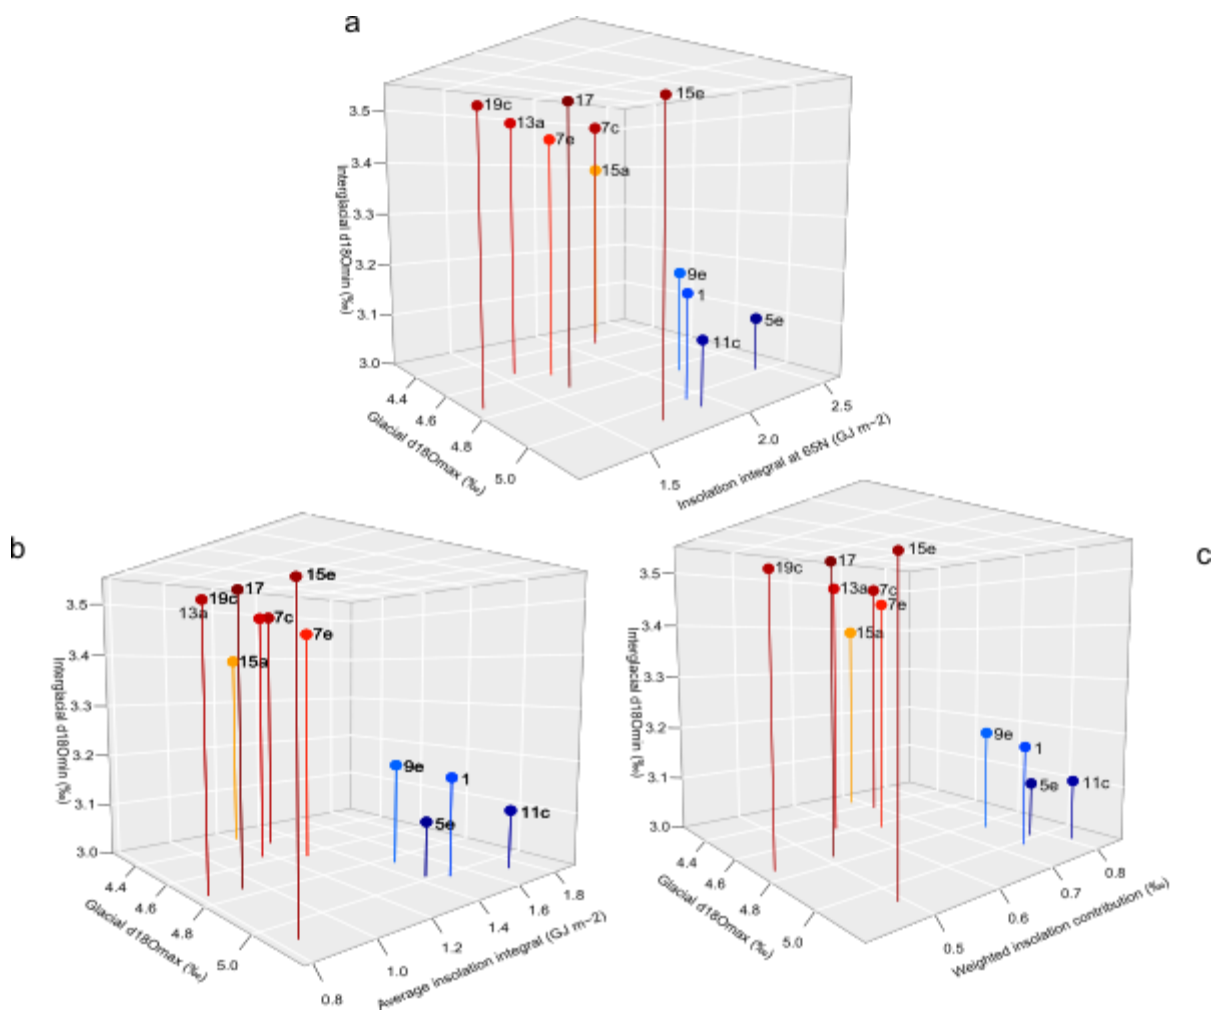 a
19c
17
15e
13a
7e
7c
15a
9e
1
5e
11c
3.5
3.4
3.3
3.2
3.1
3.0
Interglacial d18Omin (‰)
4.4
4.6
4.8
5.0
Glacial d18Omax (‰)
1.5
2.0
2.5
Insolation integral at 65N (GJ m−2)
b
15e
17
19c
13a
7c
7e
15a
9e
1
5e
11c
3.5
3.4
3.3
3.2
3.1
3.0
Interglacial d18Omin (‰)
4.4
4.6
4.8
5.0
Glacial d18Omax (‰)
0.8
1.0
1.2
1.4
1.6
1.8
Average insolation integral (GJ m−2)
c
15e
17
19c
13a
7c
7e
15a
9e
1
5e
11c
3.5
3.4
3.3
3.2
3.1
3.0
Interglacial d18Omin (‰)
4.4
4.6
4.8
5.0
Glacial d18Omax (‰)
0.5
0.6
0.7
0.8
Weighted insolation contribution (‰)